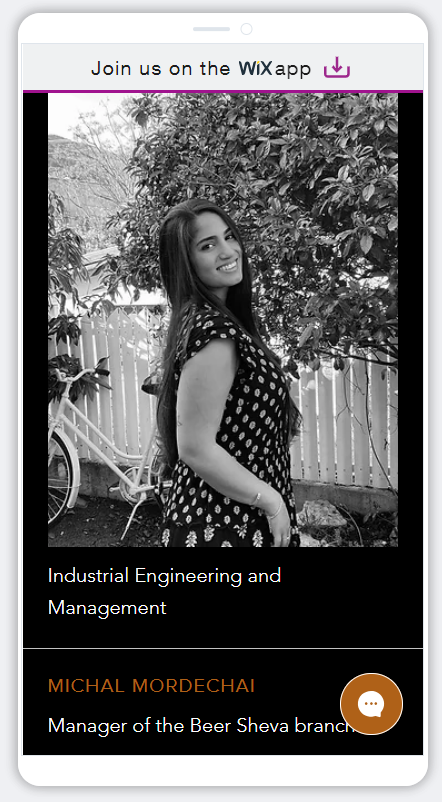 Join us on the WiX app
Industrial Engineering and
Management
MICHAL MORDECHAI
Manager of the Beer Sheva branch